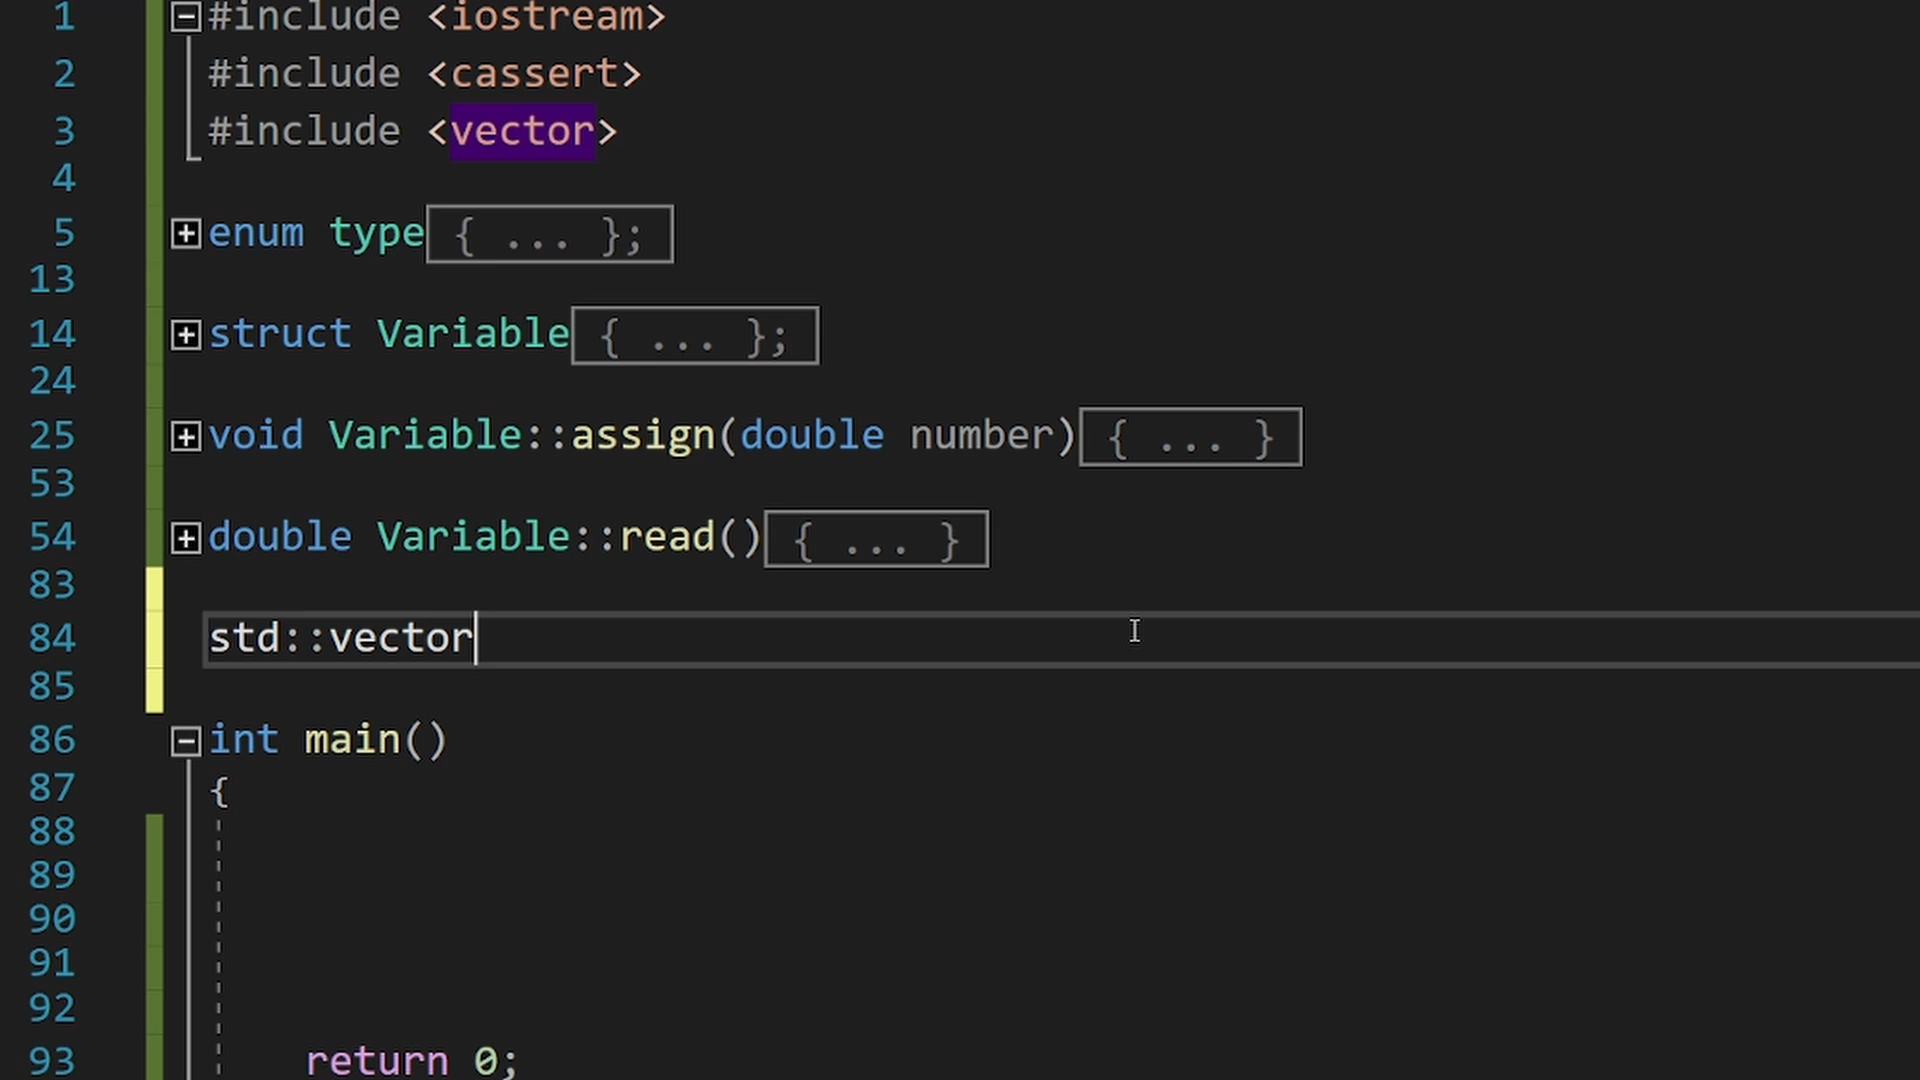 1 #include <iostream>
2 #include <cassert>
3 #include <vector>
4
5 enum type{ ... };
13
14 struct Variable{ ... };
24
25 void Variable::assign(double number){ ... }
53
54 double Variable::read(){ ... }
83
84 std::vector
85
86 int main()
87 {
88
89
90
91
92
93 return 0;